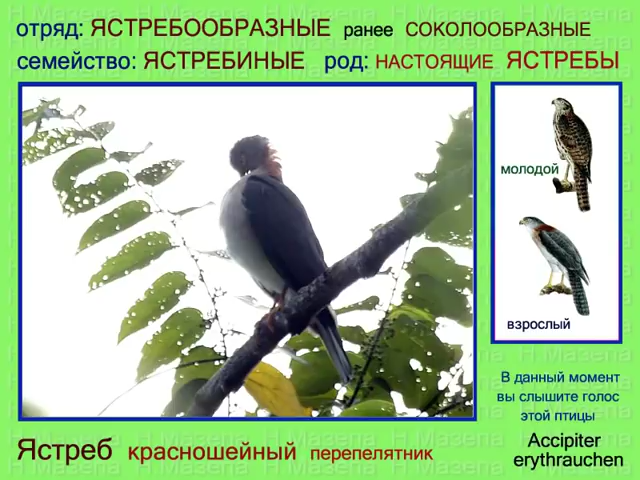 отряд: ЯСТРЕБООБРАЗНЫЕ ранее СОКОЛООБРАЗНЫЕ
семейство: ЯСТРЕБИНЫЕ род: НАСТОЯЩИЕ ЯСТРЕБЫ
молодой
взрослый
В данный момент
вы слышите голос
этой птицы
Ястреб красношейный перепелятник
Accipiter
erythrauchen
Н Мазепа